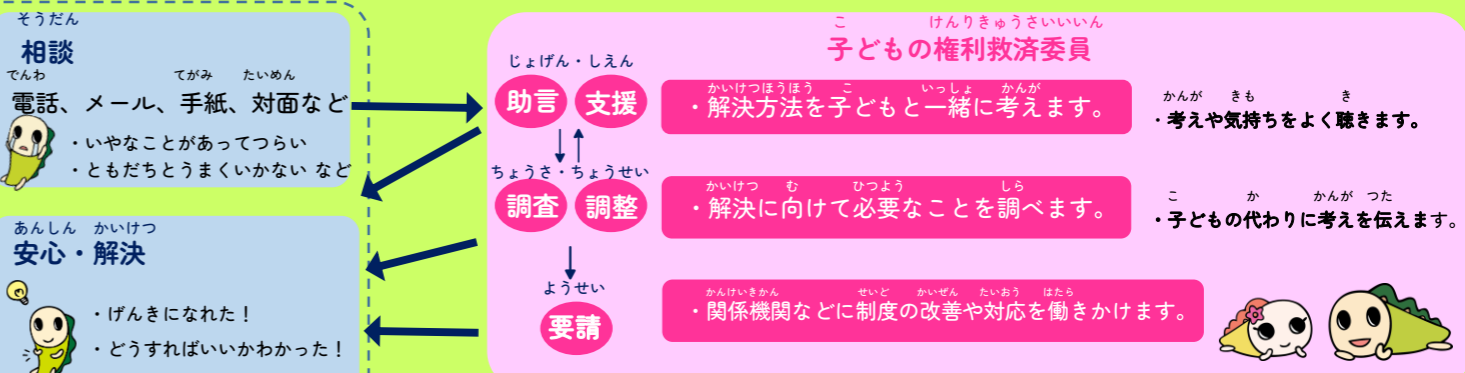 そうだん
相談
でんわ てがみ たいめん
電話、メール、手紙、対面など
・いやなことがあってつらい
・ともだちとうまくいかない など
あんしん かいけつ
安心・解決
・げんきになれた！
・どうすればいいかわかった！
こ けんりきゅうさいいいん
子どもの権利救済委員
じょげん・しえん
助言 支援
かいけつほうほう こ いっしょ かんが
・解決方法を子どもと一緒に考えます。
かんが きも き
・考えや気持ちをよく聴きます。
ちょうさ・ちょうせい
調査 調整
かいけつ む ひつよう しら
・解決に向けて必要なことを調べます。
こ か かんが つた
・子どもの代わりに考えを伝えます。
ようせい
要請
かんけいきかん せいど かいぜん たいおう はたら
・関係機関などに制度の改善や対応を働きかけます。